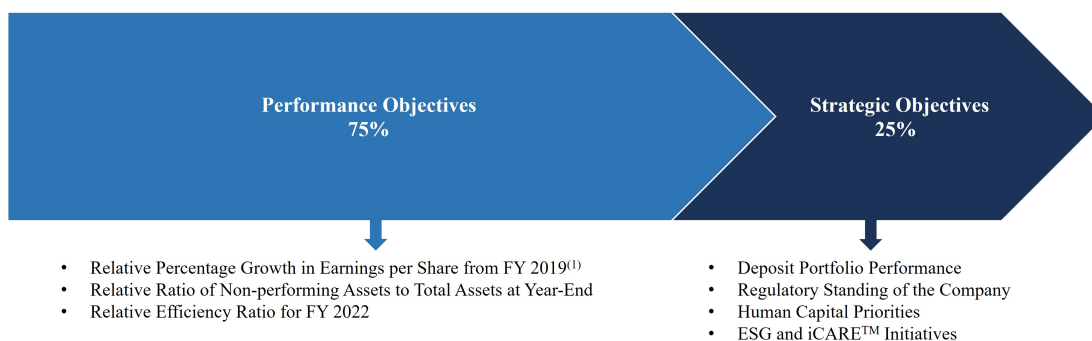 Performance Objectives
75%
Strategic Objectives
25%
• Relative Percentage Growth in Earnings per Share from FY 2019(1)
• Relative Ratio of Non-performing Assets to Total Assets at Year-End
• Relative Efficiency Ratio for FY 2022
• Deposit Portfolio Performance
• Regulatory Standing of the Company
• Human Capital Priorities
• ESG and iCARE™ Initiatives